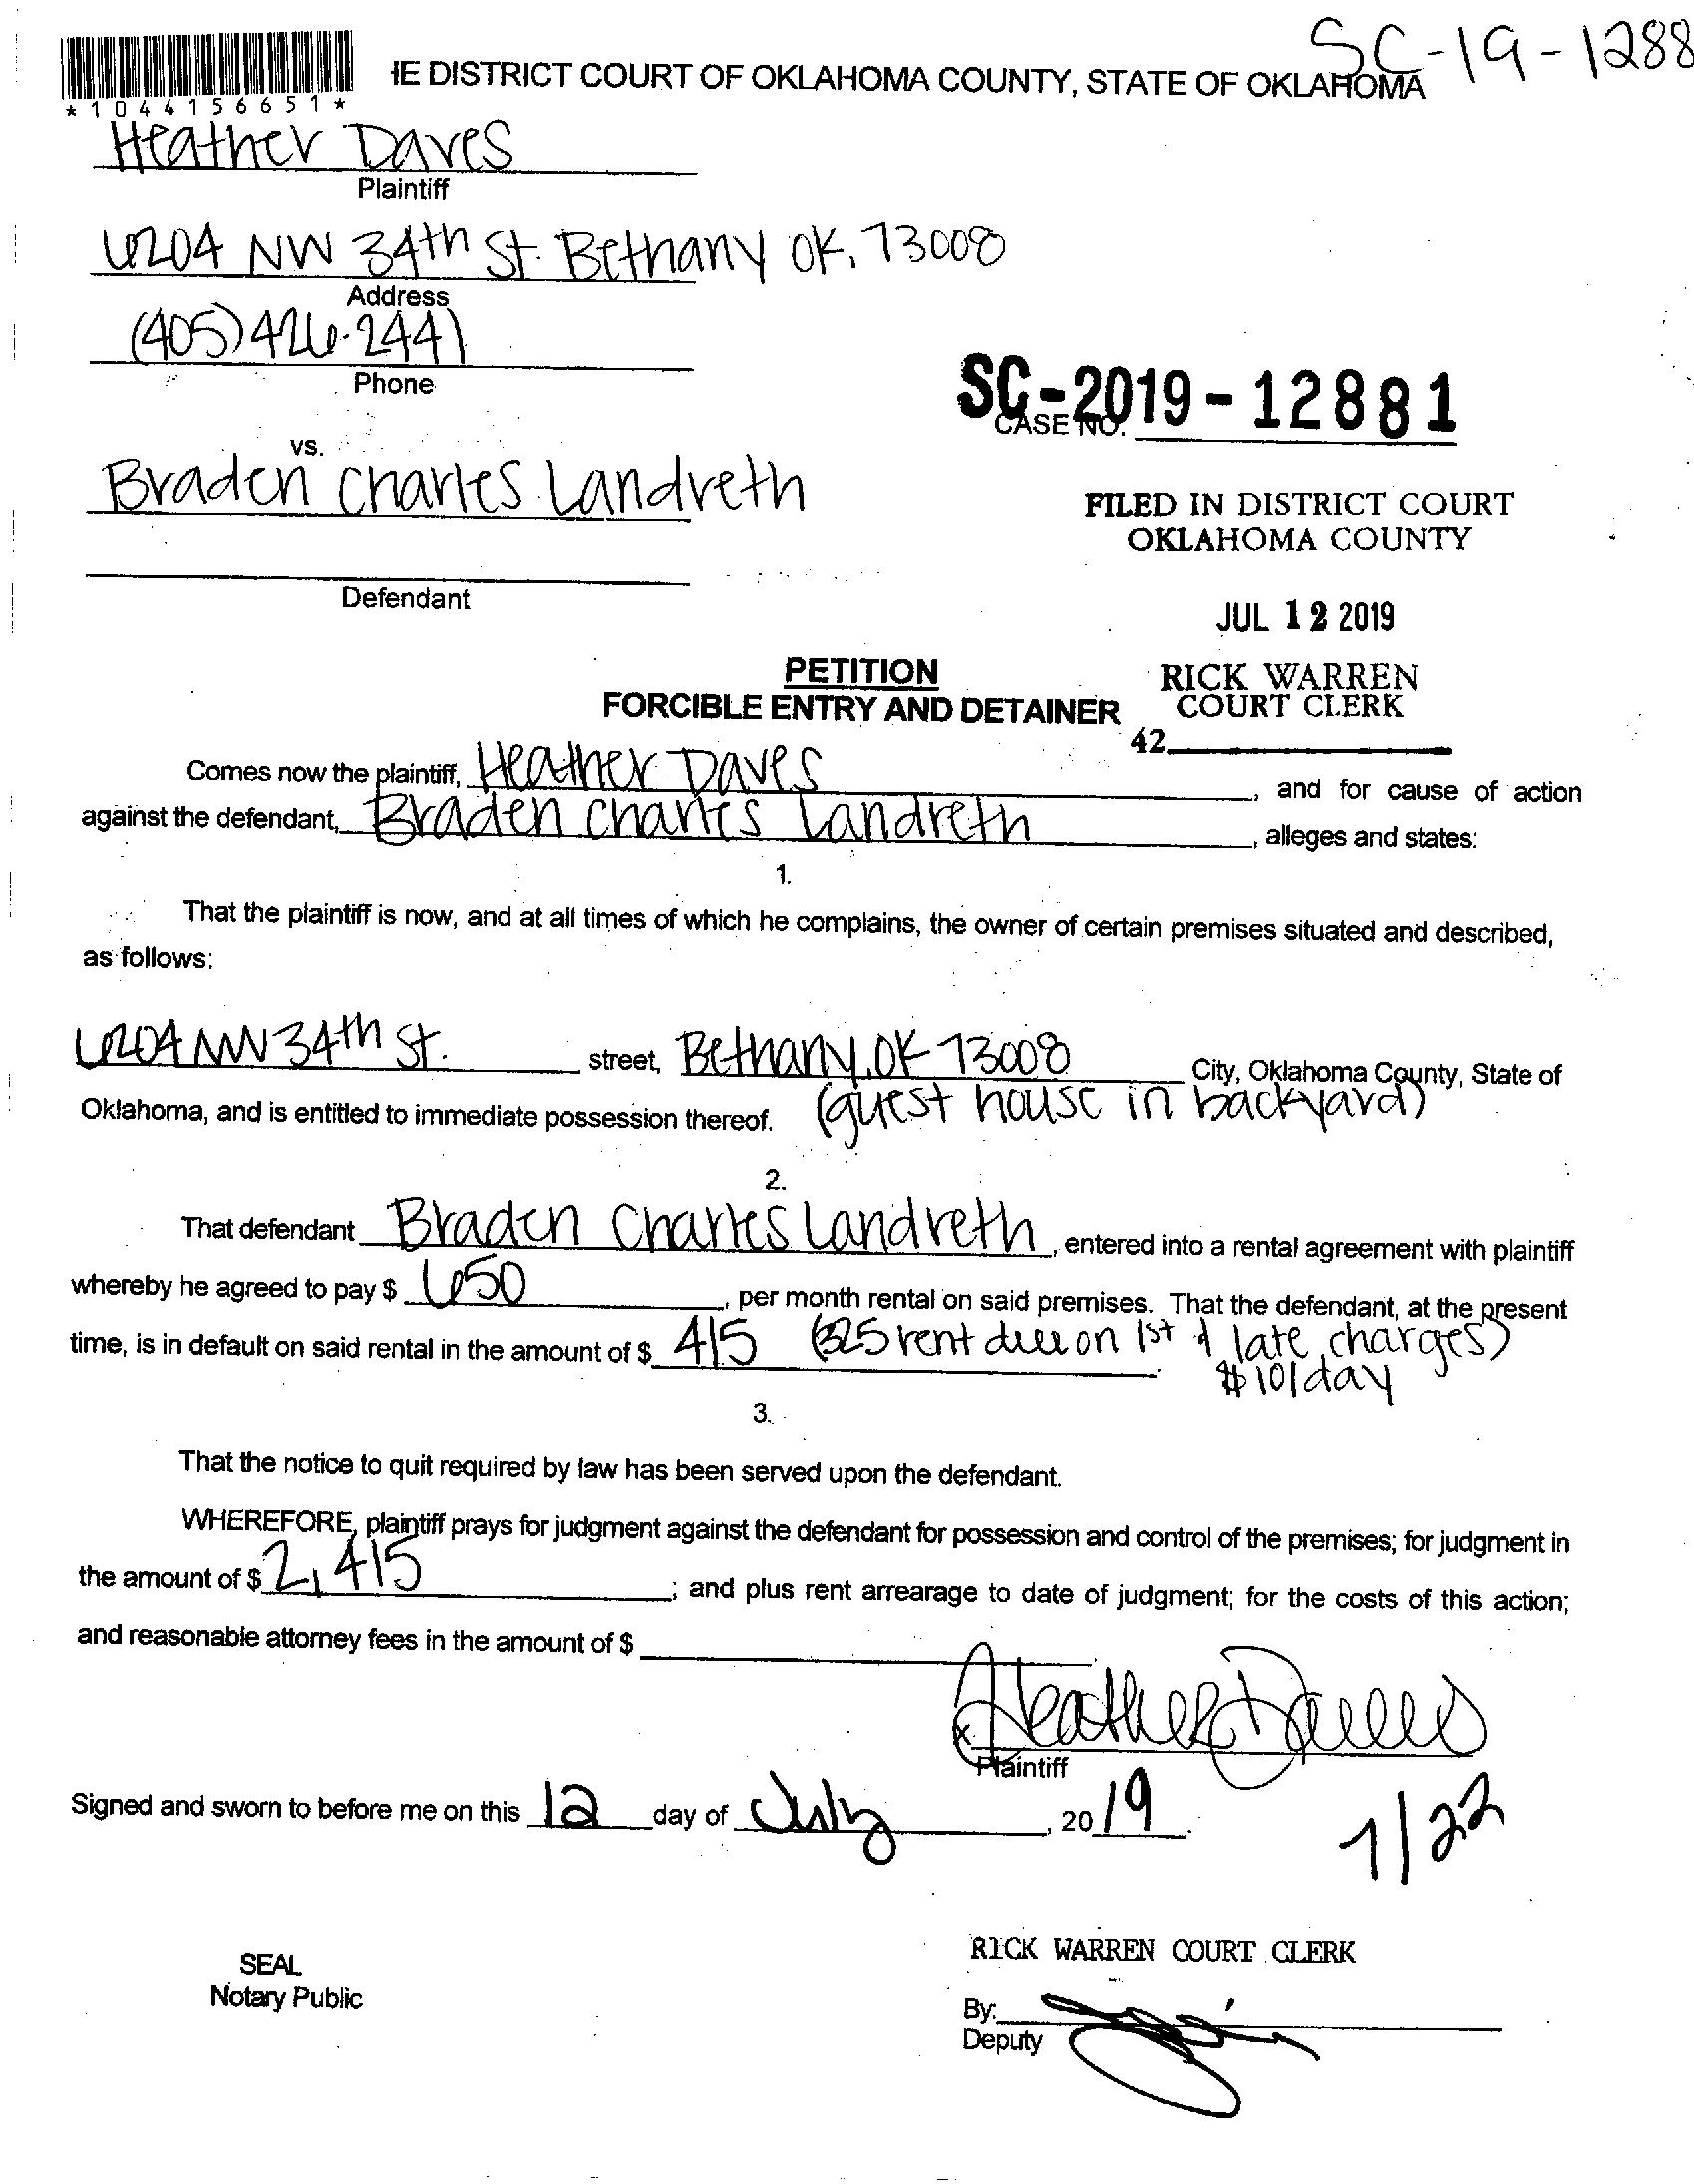 SC-19-1288
IE DISTRICT COURT OF OKLAHOMA COUNTY, STATE OF OKLAHOMA
*1044156651*
Heather Daves
Plaintiff
6204 NW 34th St. Bethany OK, 73008
Address
(405)426-2441
Phone
SC-2019-12881
CASE NO.
vs.
Braden Charles Landreth
FILED IN DISTRICT COURT
OKLAHOMA COUNTY
Defendant
JUL 12 2019
PETITION
RICK WARREN
FORCIBLE ENTRY AND DETAINER
COURT CLERK
42
Comes now the plaintiff, Heather Daves, and for cause of action
against the defendant, Braden Charles Landreth, alleges and states:
1.
That the plaintiff is now, and at all times of which he complains, the owner of certain premises situated and described,
as follows:
6204 NW 34th St. street, Bethany, OK 73008 City, Oklahoma County, State of
Oklahoma, and is entitled to immediate possession thereof. (guest house in backyard)
2.
That defendant Braden Charles Landreth, entered into a rental agreement with plaintiff
whereby he agreed to pay $ 650, per month rental on said premises. That the defendant, at the present
time, is in default on said rental in the amount of $ 415 (325 rent due on 1st & late charges)
$10/day
3.
That the notice to quit required by law has been served upon the defendant.
WHEREFORE, plaintiff prays for judgment against the defendant for possession and control of the premises; for judgment in
the amount of $ 2,415; and plus rent arrearage to date of judgment; for the costs of this action;
and reasonable attorney fees in the amount of $
x Heather Daves
Plaintiff
Signed and sworn to before me on this 12 day of July, 2019.
7/22
RICK WARREN COURT CLERK
SEAL
Notary Public
By:
Deputy